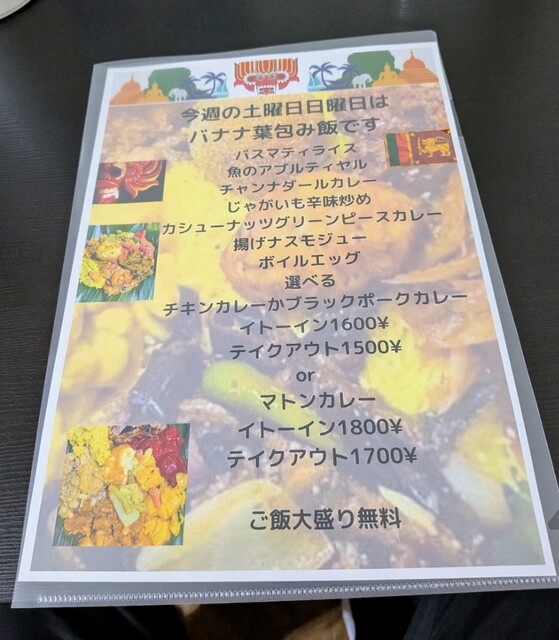 今週の土曜日日曜日は
バナナ葉包み飯です
バスマティライス
魚のアブルティヤル
チャンナダールカレー
じゃがいも辛味炒め
カシューナッツグリーンピースカレー
揚げナスモジュー
ボイルエッグ
選べる
チキンカレーかブラックポークカレー
イトーイン1600¥
テイクアウト1500¥
or
マトンカレー
イトーイン1800¥
テイクアウト1700¥
ご飯大盛り無料